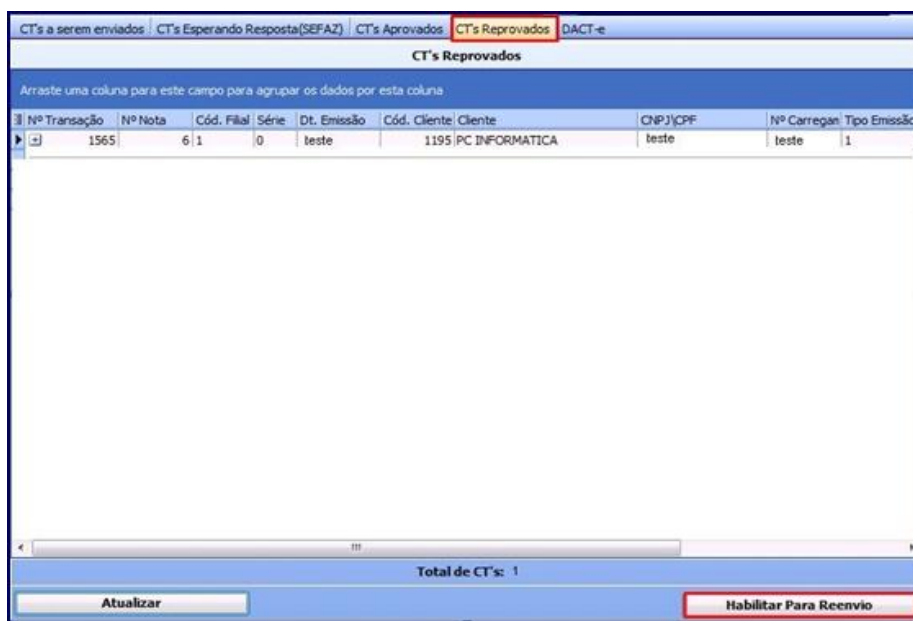 CT's a serem enviados CT's Esperando Resposta(SEFAZ) CT's Aprovados CT's Reprovados DACT-e
CT's Reprovados
Arraste uma coluna para este campo para agrupar os dados por esta coluna
Nº Transação Nº Nota Cód. Filial Série Dt. Emissão Cód. Cliente Cliente CNPJ\CPF Nº Carregan Tipo Emissão
1565 6 1 0 teste 1195 PC INFORMATICA teste teste 1
Total de CT's: 1
Atualizar Habilitar Para Reenvio